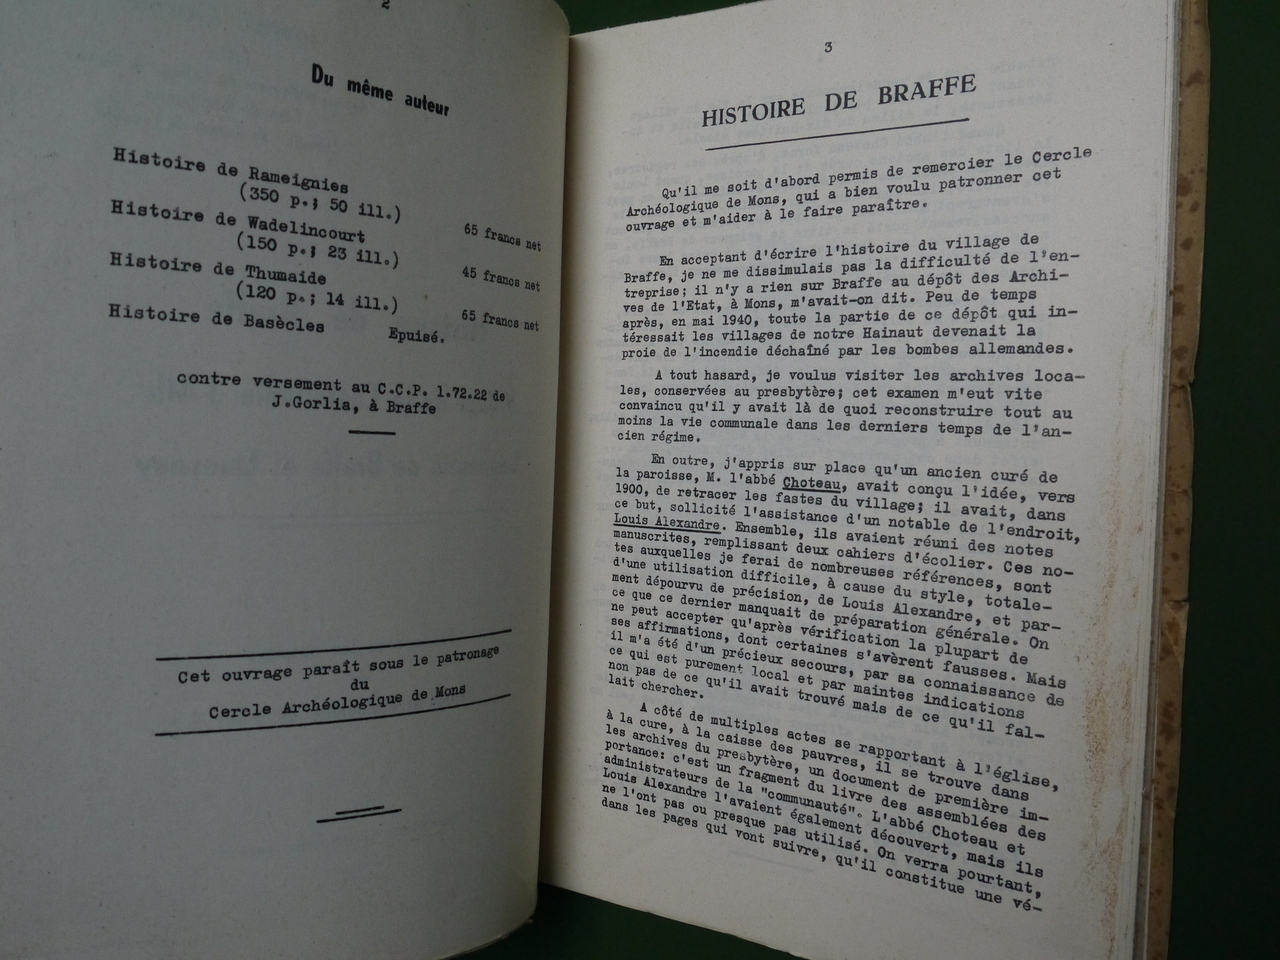 2
Du même auteur
Histoire de Rameignies
(350 p.; 50 ill.)
65 francs net
Histoire de Wadelincourt
(150 p.; 23 ill.)
45 francs net
Histoire de Thumaide
(120 p.; 14 ill.)
65 francs net
Histoire de Basècles Epuisé.
contre versement au C.C.P. 1.72.22 de
J.Gorlia, à Braffe
Cet ouvrage paraît sous le patronage
du
Cercle Archéologique de Mons
3
HISTOIRE DE BRAFFE
Qu'il me soit d'abord permis de remercier le Cercle
Archéologique de Mons, qui a bien voulu patronner cet
ouvrage et m'aider à le faire paraître.
En acceptant d'écrire l'histoire du village de
Braffe, je ne me dissimulais pas la difficulté de l'en-
treprise; il n'y a rien sur Braffe au dépôt des Archi-
ves de l'Etat, à Mons, m'avait-on dit. Peu de temps
après, en mai 1940, toute la partie de ce dépôt qui in-
téressait les villages de notre Hainaut devenait la
proie de l'incendie déchaîné par les bombes allemandes.
A tout hasard, je voulus visiter les archives loca-
les, conservées au presbytère; cet examen m'eut vite
convaincu qu'il y avait là de quoi reconstruire tout au
moins la vie communale dans les derniers temps de l'an-
cien régime.
En outre, j'appris sur place qu'un ancien curé de
la paroisse, M. l'abbé Choteau, avait conçu l'idée, vers
1900, de retracer les fastes du village; il avait, dans
ce but, sollicité l'assistance d'un notable de l'endroit,
Louis Alexandre. Ensemble, ils avaient réuni des notes
manuscrites, remplissant deux cahiers d'écolier. Ces no-
tes auxquelles je ferai de nombreuses références, sont
d'une utilisation difficile, à cause du style, totale-
ment dépourvu de précision, de Louis Alexandre, et par-
ce que ce dernier manquait de préparation générale. On
ne peut accepter qu'après vérification la plupart de
ses affirmations, dont certaines s'avèrent fausses. Mais
il m'a été d'un précieux secours, par sa connaissance de
ce qui est purement local et par maintes indications
non pas de ce qu'il avait trouvé mais de ce qu'il fal-
lait chercher.
A côté de multiples actes se rapportant à l'église,
à la cure, à la caisse des pauvres, il se trouve dans
les archives du presbytère, un document de première im-
portance: c'est un fragment du livre des assemblées des
administrateurs de la "communauté". L'abbé Choteau et
Louis Alexandre l'avaient également découvert, mais ils
ne l'ont pas ou presque pas utilisé. On verra pourtant,
dans les pages qui vont suivre, qu'il constitue une vé-